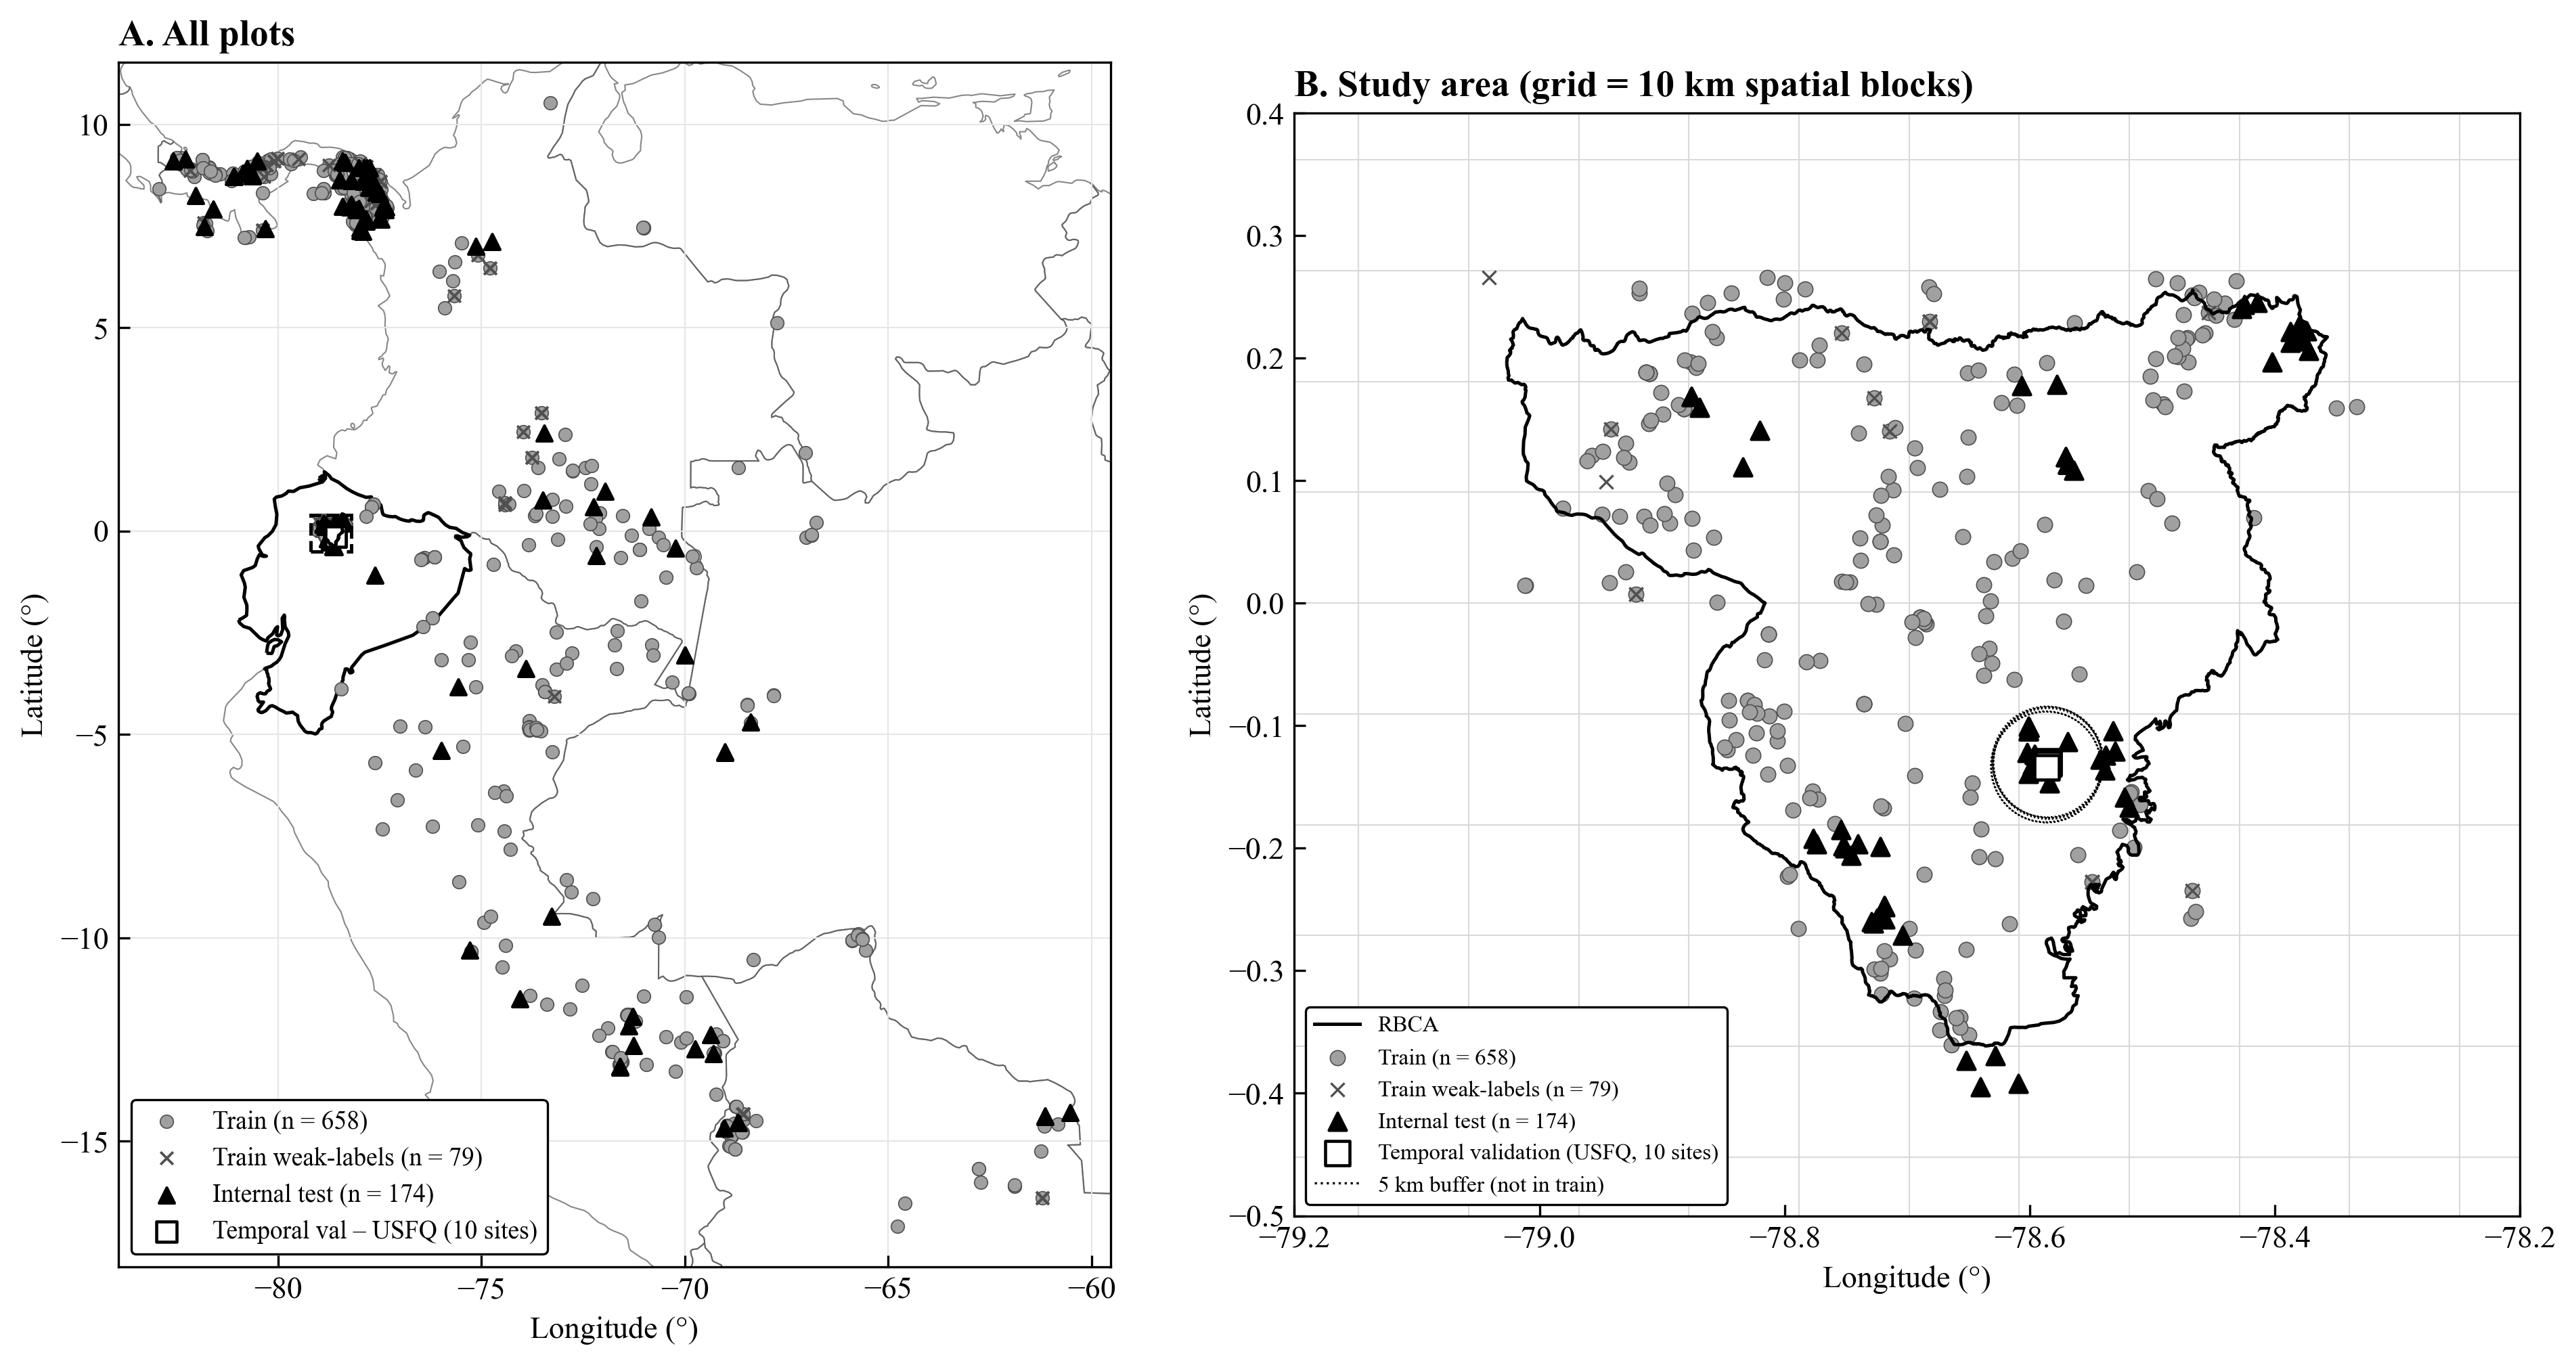 A. All plots
10
5
0
−5
−10
−15
Latitude (°)
−80
−75
−70
−65
−60
Longitude (°)
Train (n = 658)
Train weak-labels (n = 79)
Internal test (n = 174)
Temporal val – USFQ (10 sites)
B. Study area (grid = 10 km spatial blocks)
0.4
0.3
0.2
0.1
0.0
−0.1
−0.2
−0.3
−0.4
−0.5
Latitude (°)
−79.2
−79.0
−78.8
−78.6
−78.4
−78.2
Longitude (°)
RBCA
Train (n = 658)
Train weak-labels (n = 79)
Internal test (n = 174)
Temporal validation (USFQ, 10 sites)
5 km buffer (not in train)